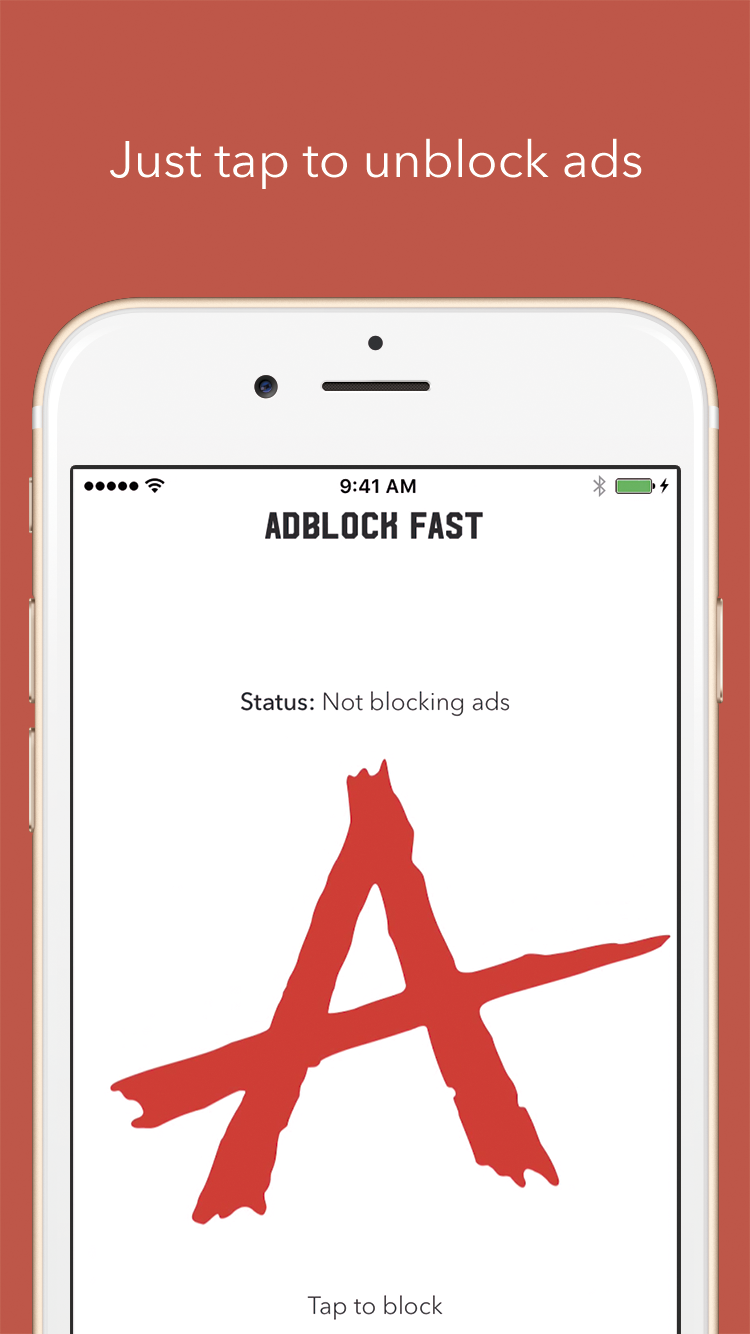 Just tap to unblock ads
9:41 AM
ADBLOCK FAST
Status: Not blocking ads
Tap to block